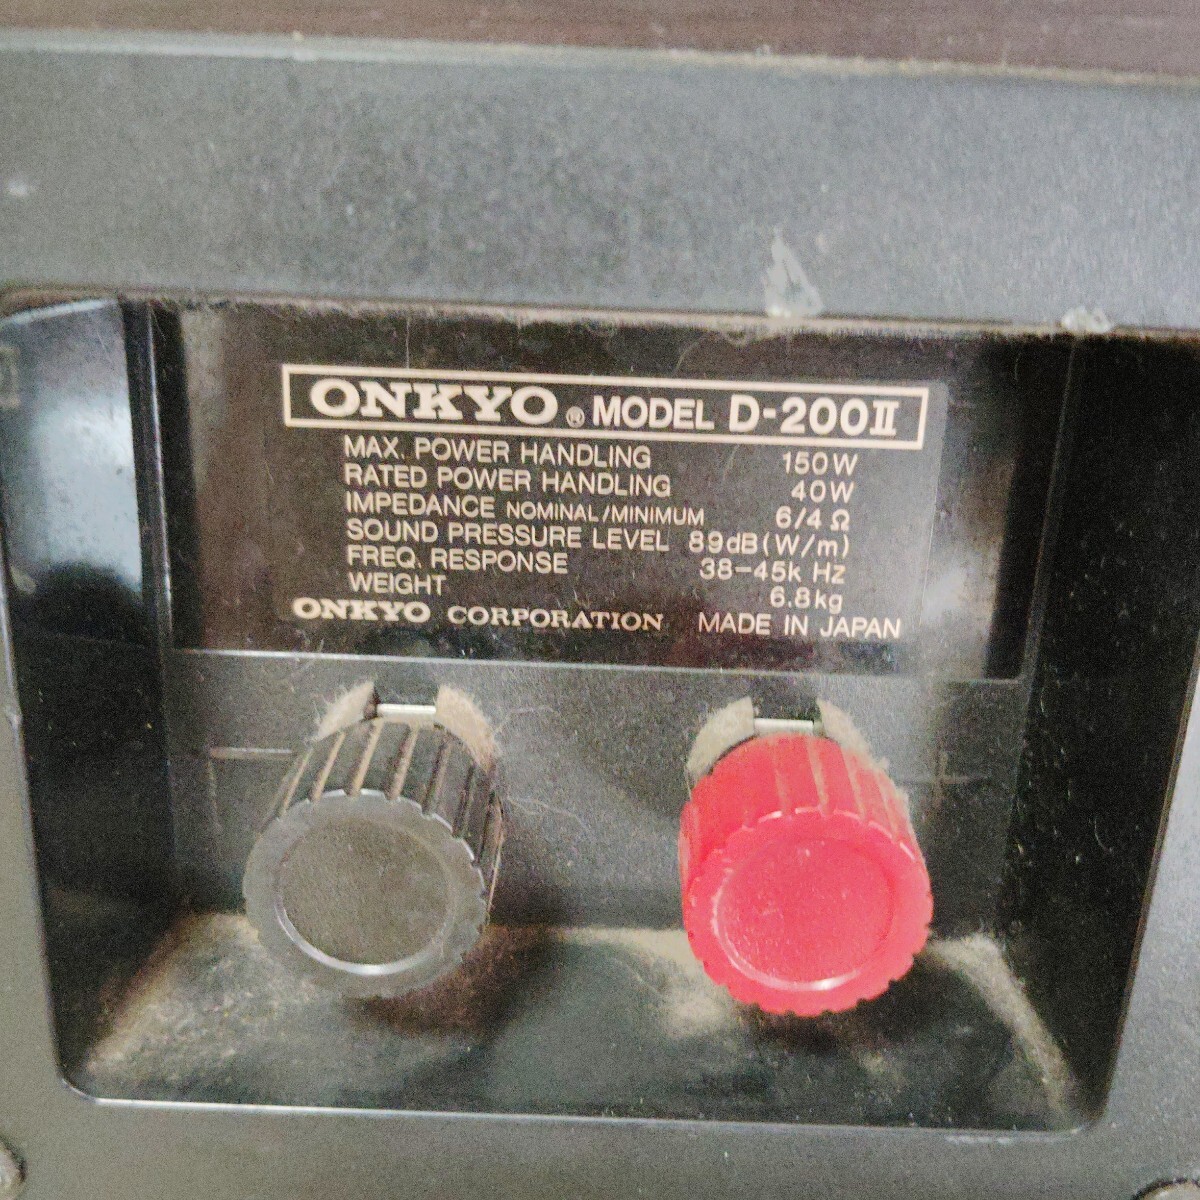 ONKYO ® MODEL D-200II
MAX. POWER HANDLING 150W
RATED POWER HANDLING 40W
IMPEDANCE NOMINAL/MINIMUM 6/4 Ω
SOUND PRESSURE LEVEL 89dB(W/m)
FREQ. RESPONSE 38-45k Hz
WEIGHT 6.8kg
ONKYO CORPORATION MADE IN JAPAN